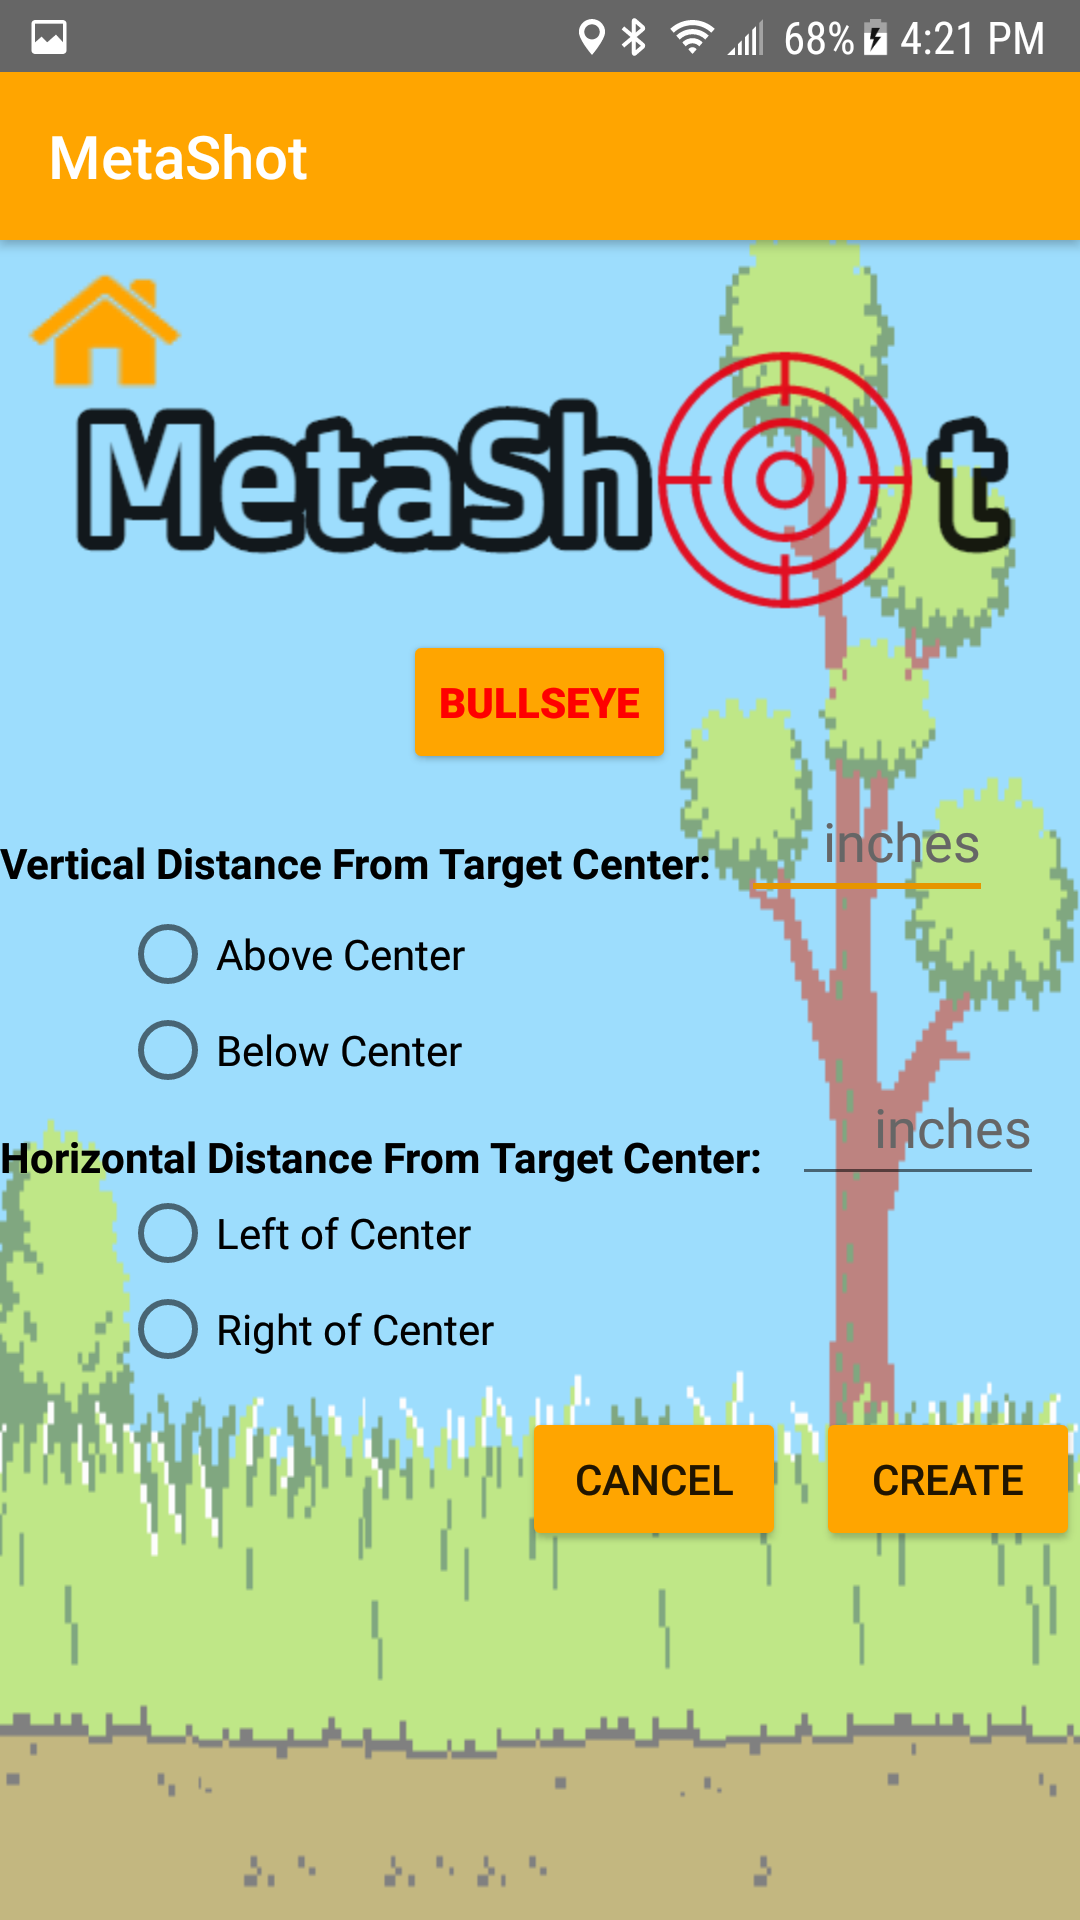 68% 4:21 PM
MetaShot
MetaSh t
BULLSEYE
Vertical Distance From Target Center: inches
Above Center
Below Center
Horizontal Distance From Target Center: inches
Left of Center
Right of Center
CANCEL CREATE